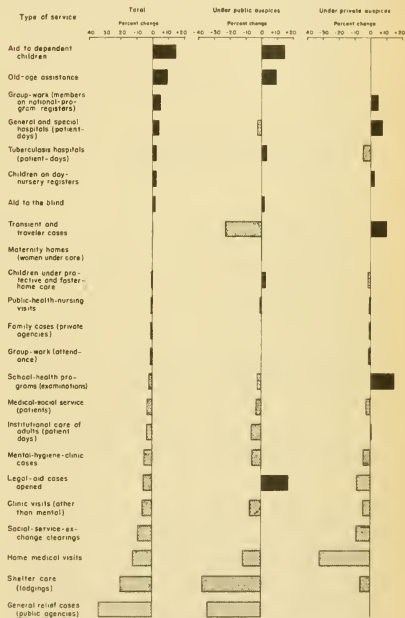 Type of service
Total
Under public auspices
Under private auspices
Percent change
Percent change
Percent change
40 30 20 10 0 +10 +20
40 30 20 10 0 +10 +20
40 30 20 10 0 +10 +20
Aid to dependent
children
Old-age assistance
Group-work (members
on national-pro-
gram registers)
General and special
hospitals (patient-
days)
Tuberculosis hospitals
(patient-days)
Children on day-
nursery registers
Aid to the blind
Transient and
traveler cases
Maternity homes
(women under care)
Children under pro-
tective and foster-
home care
Public-health-nursing
visits
Family cases (private
agencies)
Group-work (attend-
ance)
School-health pro-
grams (examinations)
Medical-social service
(patients)
Institutional care of
adults (patient
days)
Mental-hygiene-clinic
cases
Legal-aid cases
opened
Clinic visits (other
than mental)
Social-service-ex-
change clearings
Home medical visits
Shelter care
(lodgings)
General relief cases
(public agencies)